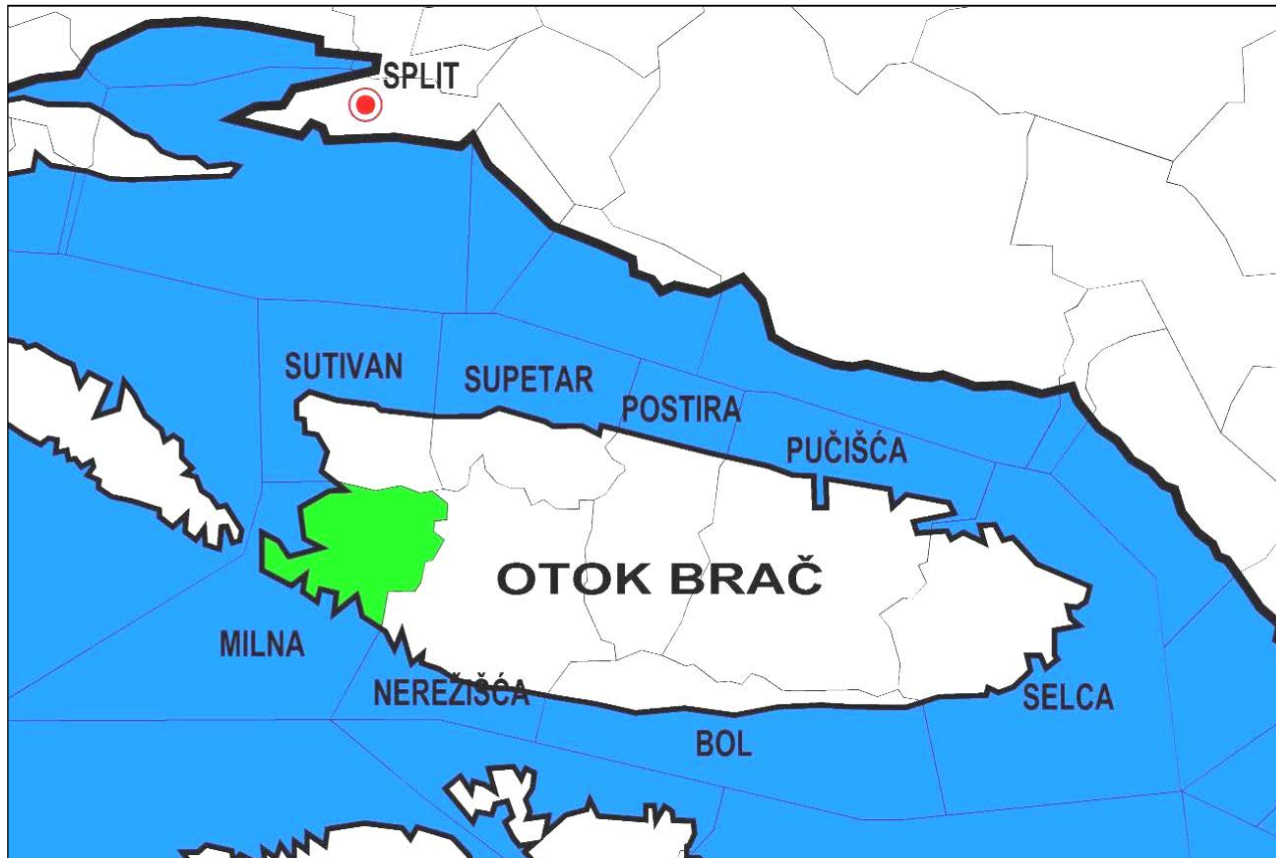 SPLIT
SUTIVAN
SUPETAR
POSTIRA
PUČIŠĆA
OTOK BRAČ
MILNA
NEREŽIŠĆA
SELCA
BOL